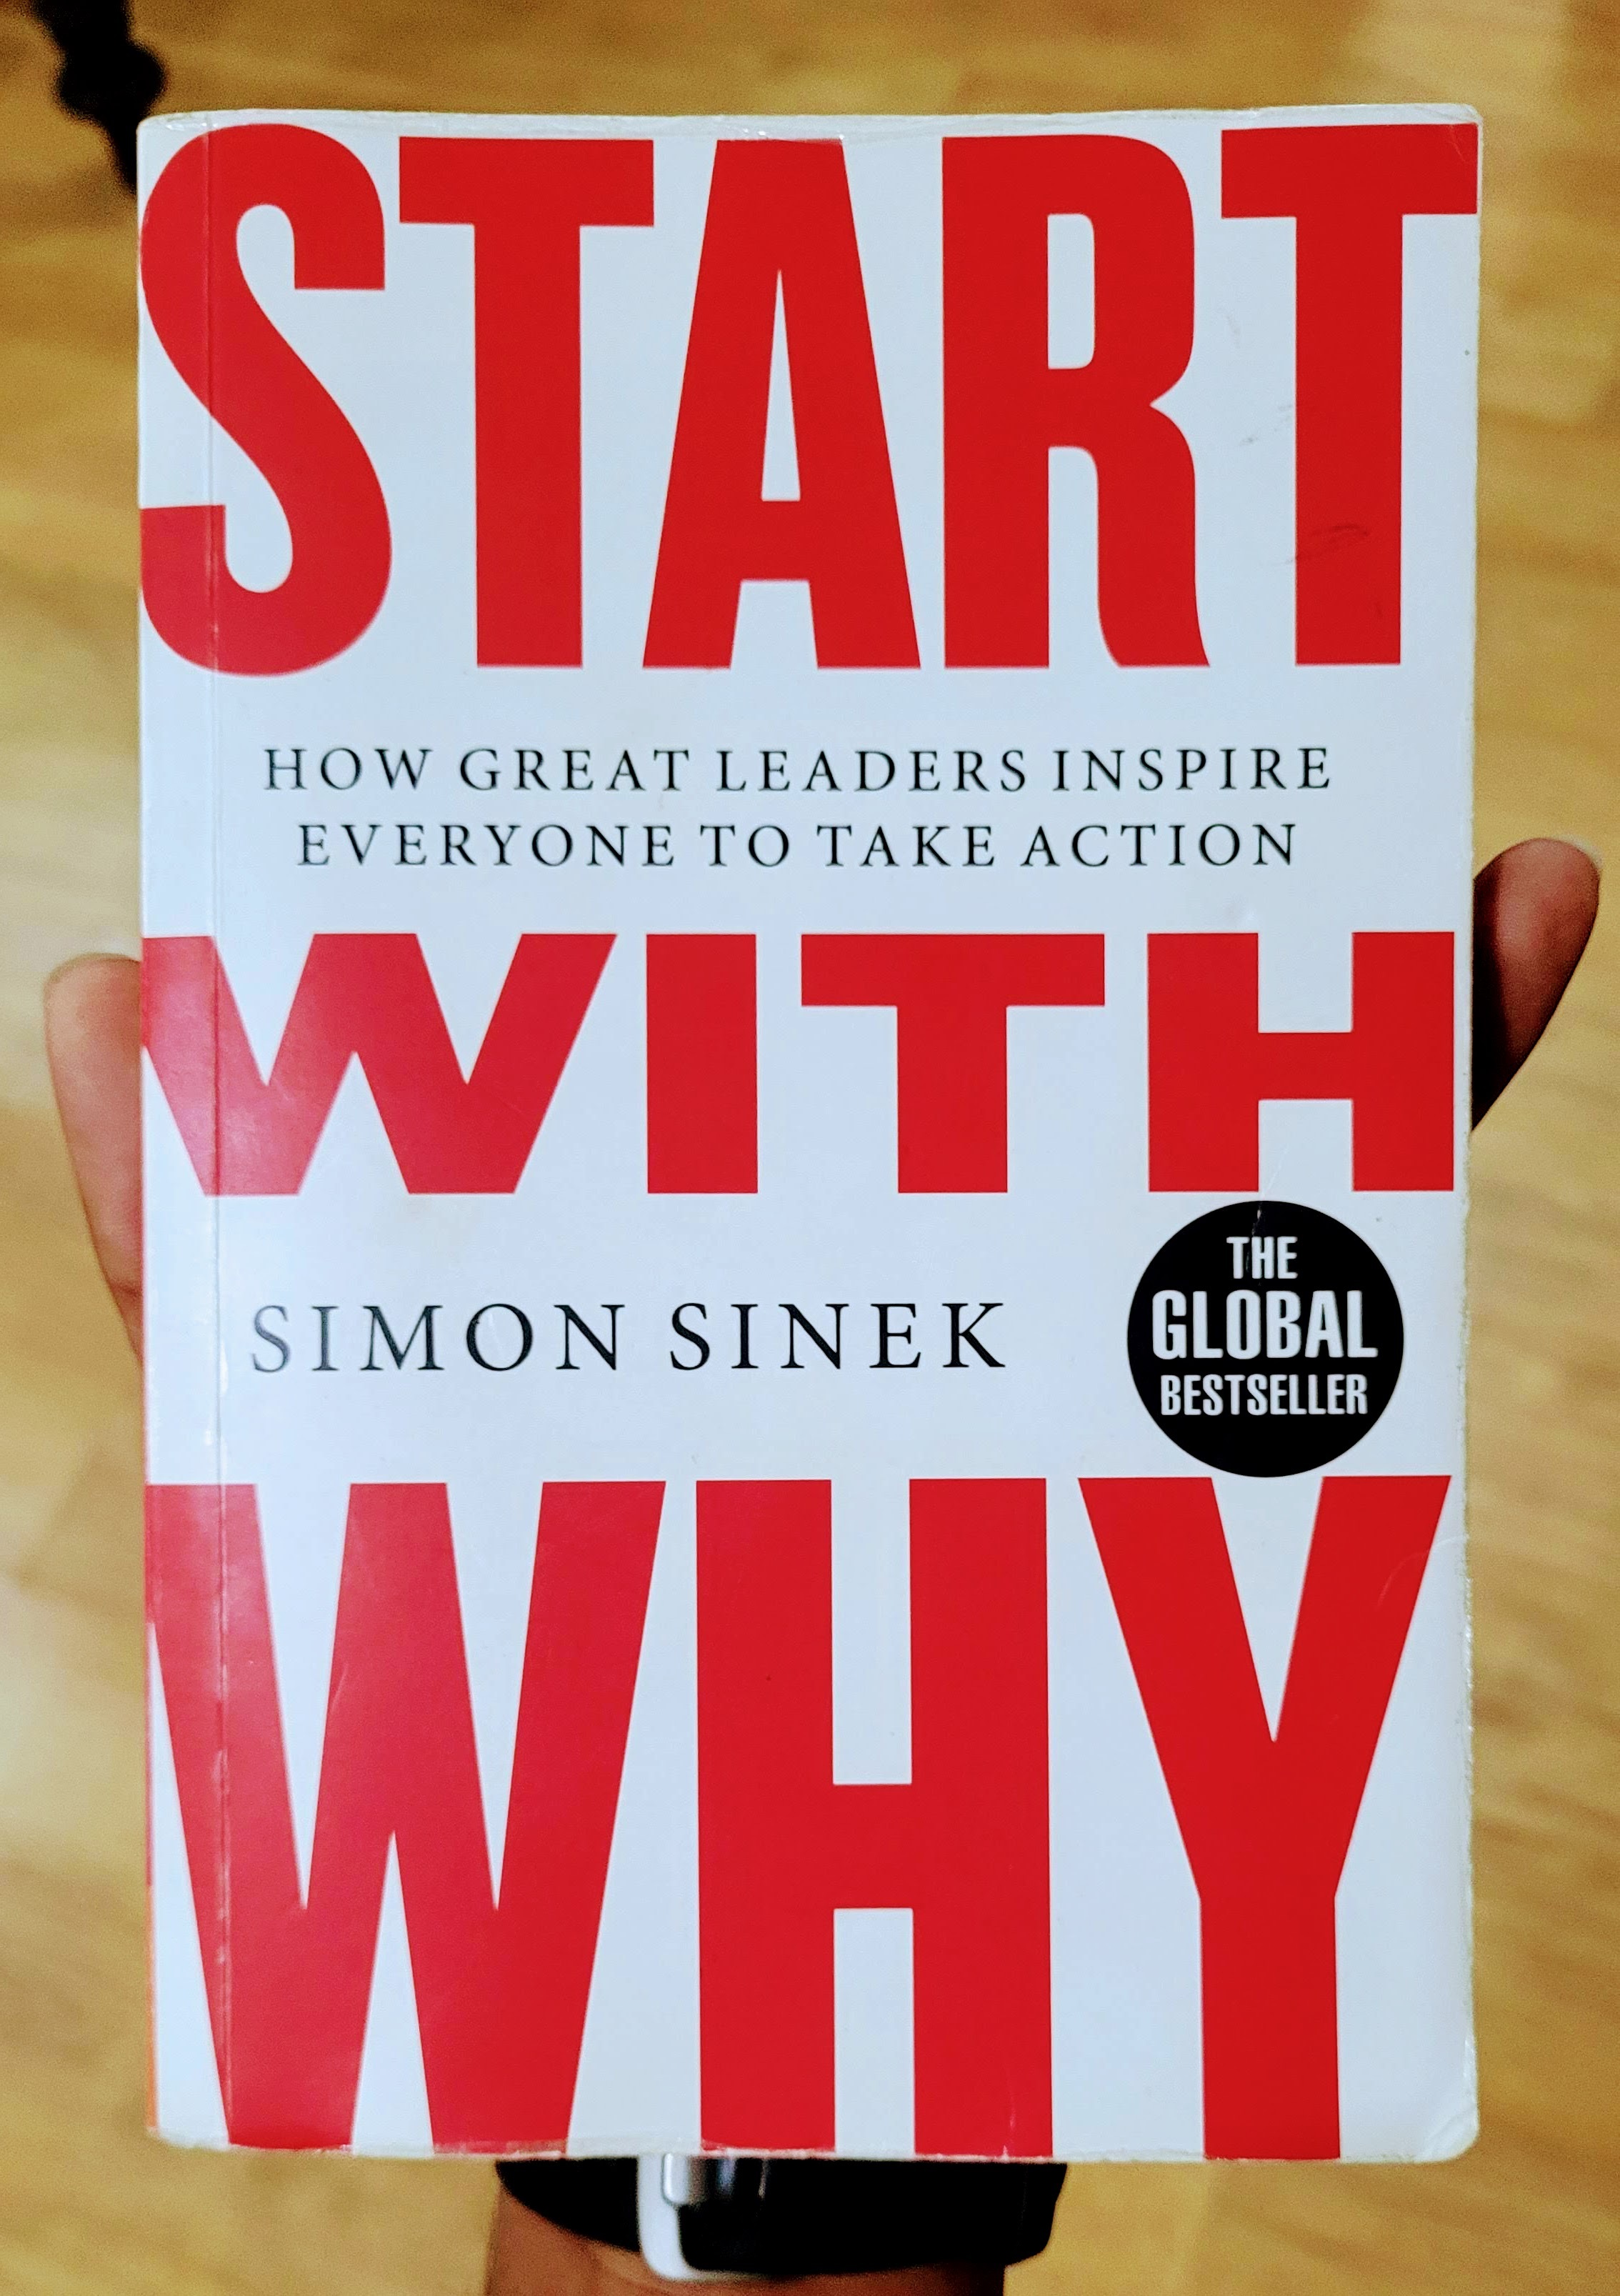 START
HOW GREAT LEADERS INSPIRE
EVERYONE TO TAKE ACTION
WITH
SIMON SINEK
THE
GLOBAL
BESTSELLER
WHY